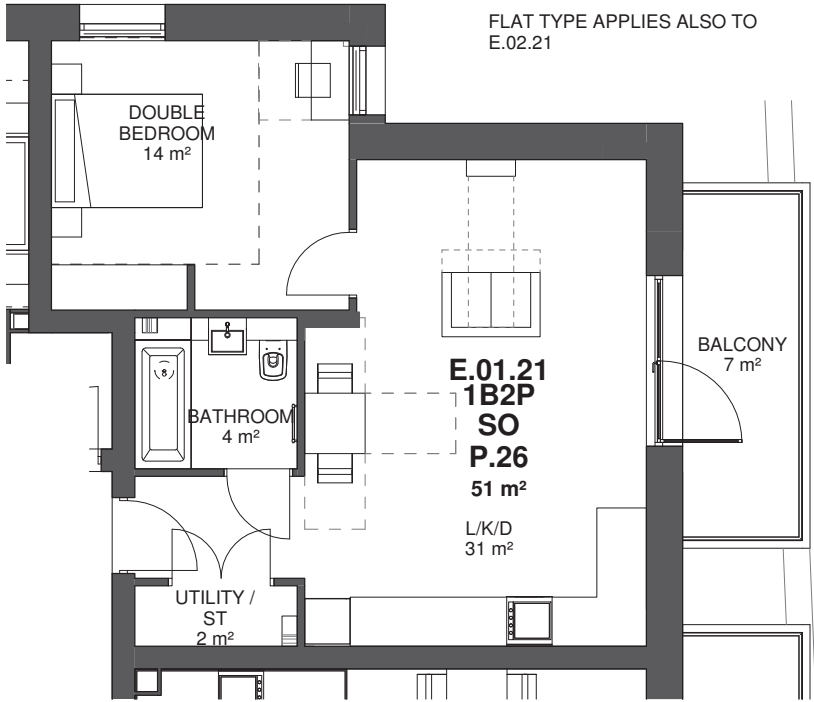 FLAT TYPE APPLIES ALSO TO
E.02.21
DOUBLE
BEDROOM
14 m²
BALCONY
7 m²
E.01.21
1B2P
SO
P.26
51 m²
BATHROOM
4 m²
L/K/D
31 m²
UTILITY /
ST
2 m²